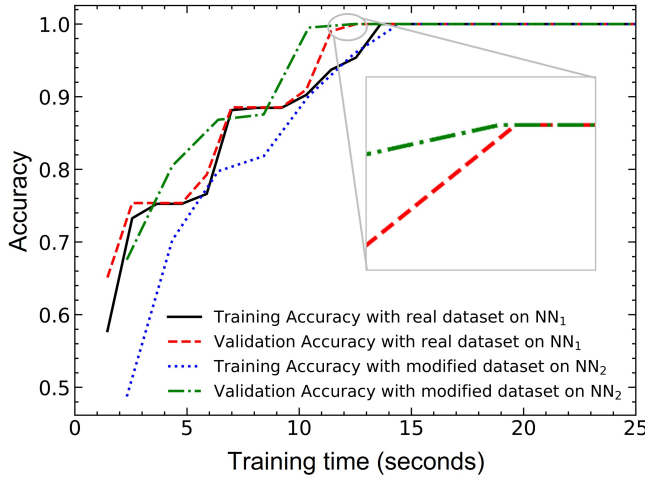 1.0
0.9
0.8
0.7
0.6
0.5
Accuracy
Training Accuracy with real dataset on NN₁
Validation Accuracy with real dataset on NN₁
Training Accuracy with modified dataset on NN₂
Validation Accuracy with modified dataset on NN₂
0 5 10 15 20 25
Training time (seconds)